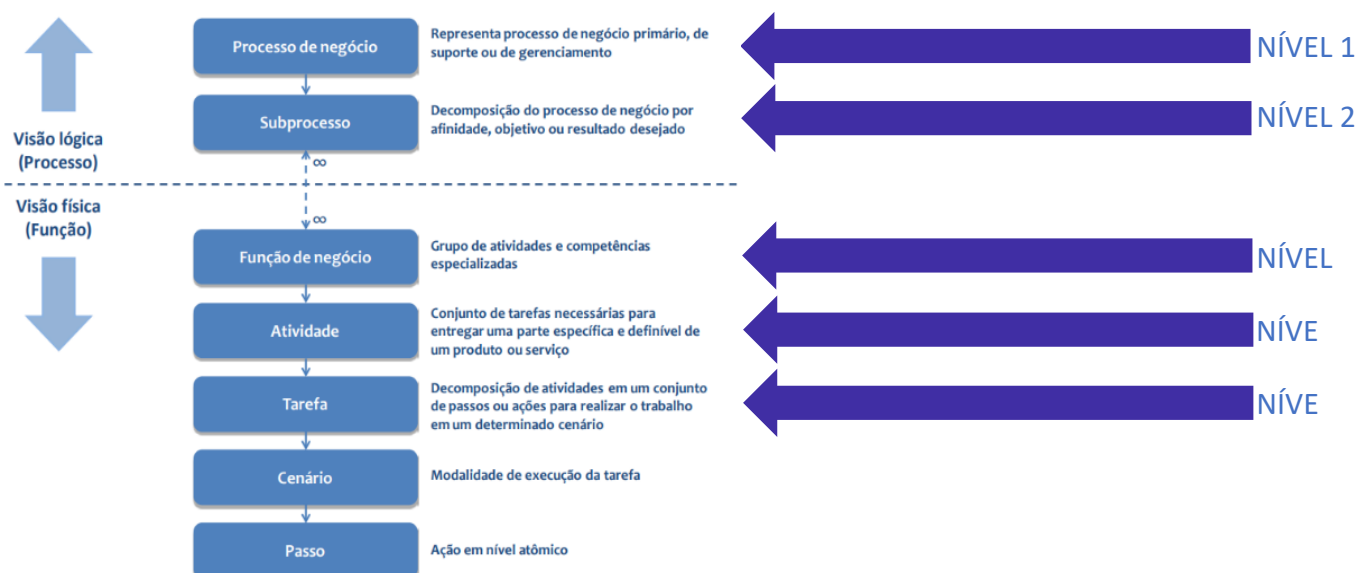 Processo de negócio
Representa processo de negócio primário, de
suporte ou de gerenciamento
NÍVEL 1
Subprocesso
Decomposição do processo de negócio por
afinidade, objetivo ou resultado desejado
NÍVEL 2
Visão lógica
(Processo)
∞
Visão física
(Função)
∞
Função de negócio
Grupo de atividades e competências
especializadas
NÍVEL
Atividade
Conjunto de tarefas necessárias para
entregar uma parte específica e definível de
um produto ou serviço
NÍVE
Tarefa
Decomposição de atividades em um conjunto
de passos ou ações para realizar o trabalho
em um determinado cenário
NÍVE
Cenário
Modalidade de execução da tarefa
Passo
Ação em nível atômico